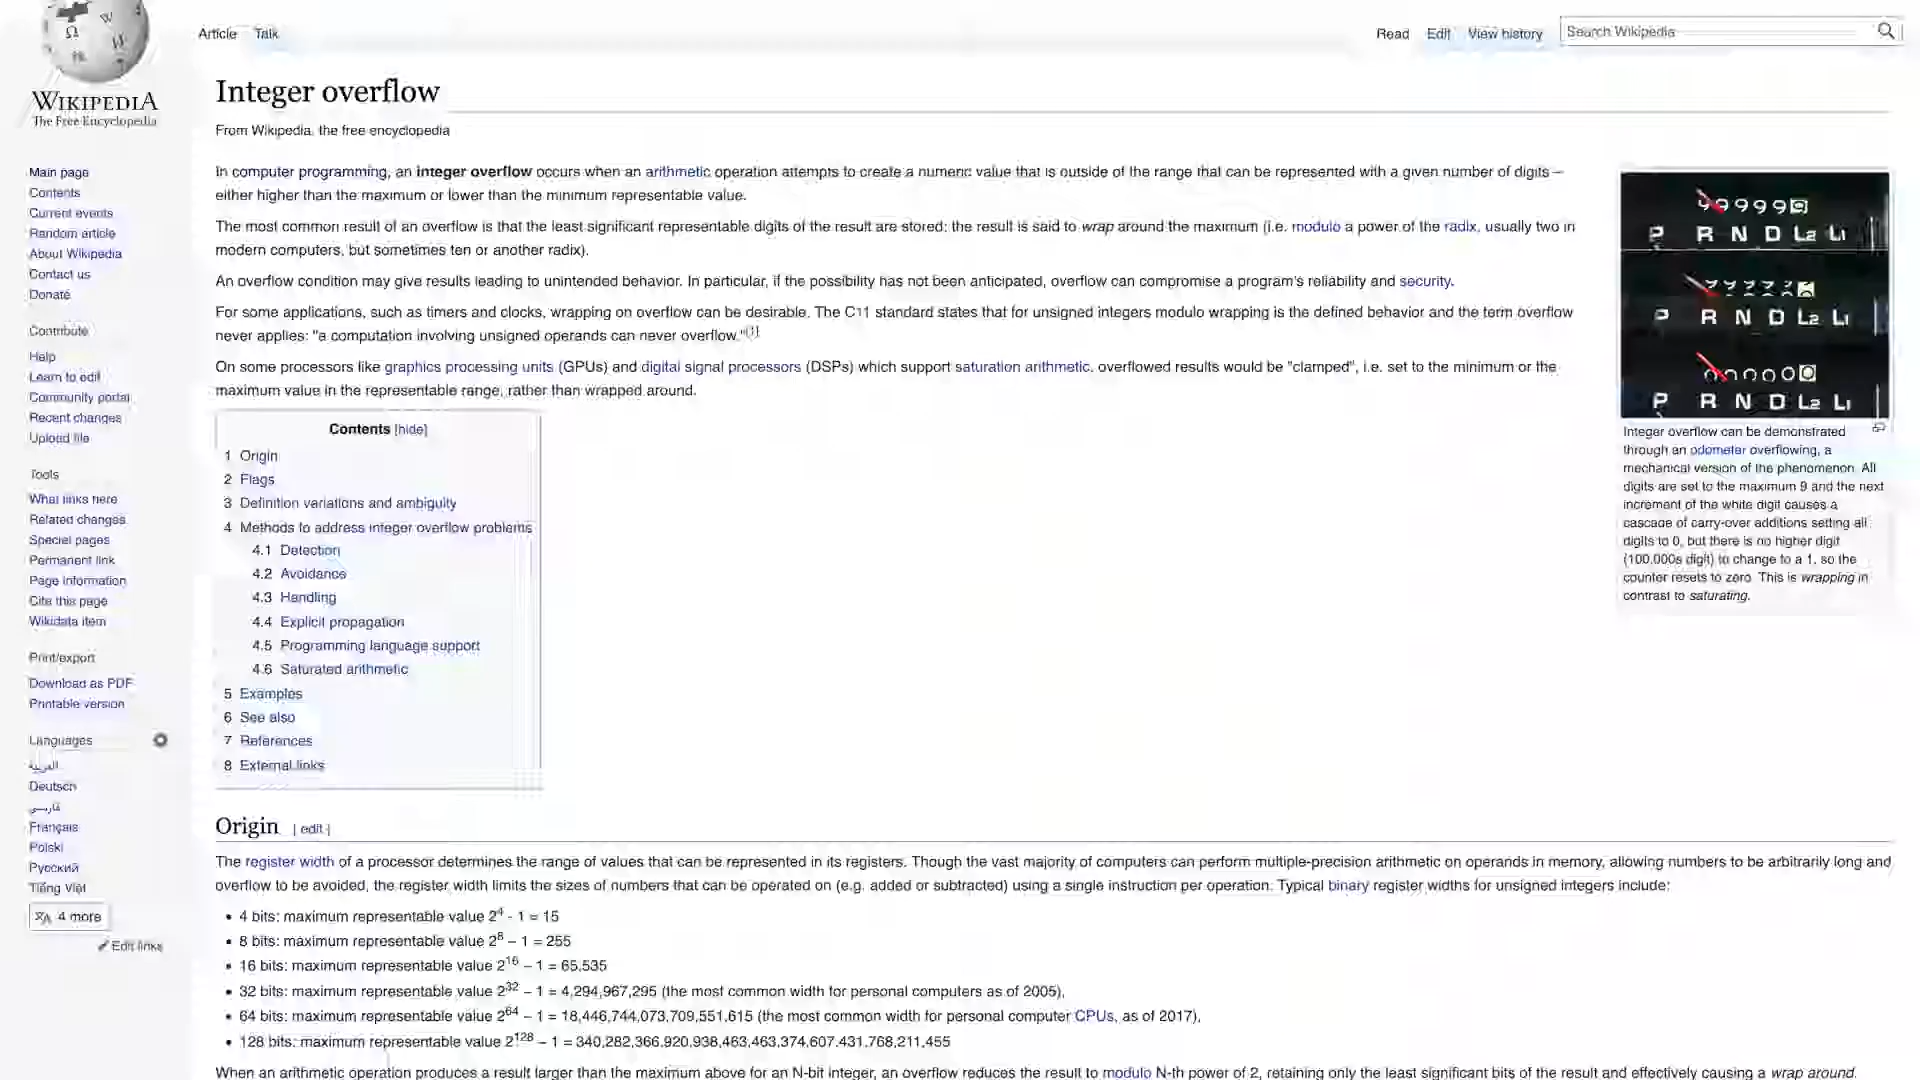 Article Talk
Read Edit View history
Search Wikipedia
WIKIPEDIA
The Free Encyclopedia
Main page
Contents
Current events
Random article
About Wikipedia
Contact us
Donate
Contribute
Help
Learn to edit
Community portal
Recent changes
Upload file
Tools
What links here
Related changes
Special pages
Permanent link
Page information
Cite this page
Wikidata item
Print/export
Download as PDF
Printable version
Languages
العربية
Deutsch
فارسی
Français
Polski
Русский
Tiếng Việt
4 more
Edit links
Integer overflow
From Wikipedia, the free encyclopedia
In computer programming, an integer overflow occurs when an arithmetic operation attempts to create a numeric value that is outside of the range that can be represented with a given number of digits –
either higher than the maximum or lower than the minimum representable value.
The most common result of an overflow is that the least significant representable digits of the result are stored; the result is said to wrap around the maximum (i.e. modulo a power of the radix, usually two in
modern computers, but sometimes ten or another radix).
An overflow condition may give results leading to unintended behavior. In particular, if the possibility has not been anticipated, overflow can compromise a program's reliability and security.
For some applications, such as timers and clocks, wrapping on overflow can be desirable. The C11 standard states that for unsigned integers modulo wrapping is the defined behavior and the term overflow
never applies: "a computation involving unsigned operands can never overflow."[1]
On some processors like graphics processing units (GPUs) and digital signal processors (DSPs) which support saturation arithmetic, overflowed results would be "clamped", i.e. set to the minimum or the
maximum value in the representable range, rather than wrapped around.
999999
P R N D L2 L1
P R N D L2 L1
000000
P R N D L2 L1
Integer overflow can be demonstrated
through an odometer overflowing, a
mechanical version of the phenomenon. All
digits are set to the maximum 9 and the next
increment of the white digit causes a
cascade of carry-over additions setting all
digits to 0, but there is no higher digit
(100,000s digit) to change to a 1, so the
counter resets to zero. This is wrapping in
contrast to saturating.
Contents [hide]
1 Origin
2 Flags
3 Definition variations and ambiguity
4 Methods to address integer overflow problems
4.1 Detection
4.2 Avoidance
4.3 Handling
4.4 Explicit propagation
4.5 Programming language support
4.6 Saturated arithmetic
5 Examples
6 See also
7 References
8 External links
Origin [ edit ]
The register width of a processor determines the range of values that can be represented in its registers. Though the vast majority of computers can perform multiple-precision arithmetic on operands in memory, allowing numbers to be arbitrarily long and
overflow to be avoided, the register width limits the sizes of numbers that can be operated on (e.g. added or subtracted) using a single instruction per operation. Typical binary register widths for unsigned integers include:
• 4 bits: maximum representable value 2⁴ - 1 = 15
• 8 bits: maximum representable value 2⁸ − 1 = 255
• 16 bits: maximum representable value 2¹⁶ − 1 = 65,535
• 32 bits: maximum representable value 2³² − 1 = 4,294,967,295 (the most common width for personal computers as of 2005),
• 64 bits: maximum representable value 2⁶⁴ − 1 = 18,446,744,073,709,551,615 (the most common width for personal computer CPUs, as of 2017),
• 128 bits: maximum representable value 2¹²⁸ − 1 = 340,282,366,920,938,463,463,374,607,431,768,211,455
When an arithmetic operation produces a result larger than the maximum above for an N-bit integer, an overflow reduces the result to modulo N-th power of 2, retaining only the least significant bits of the result and effectively causing a wrap around.